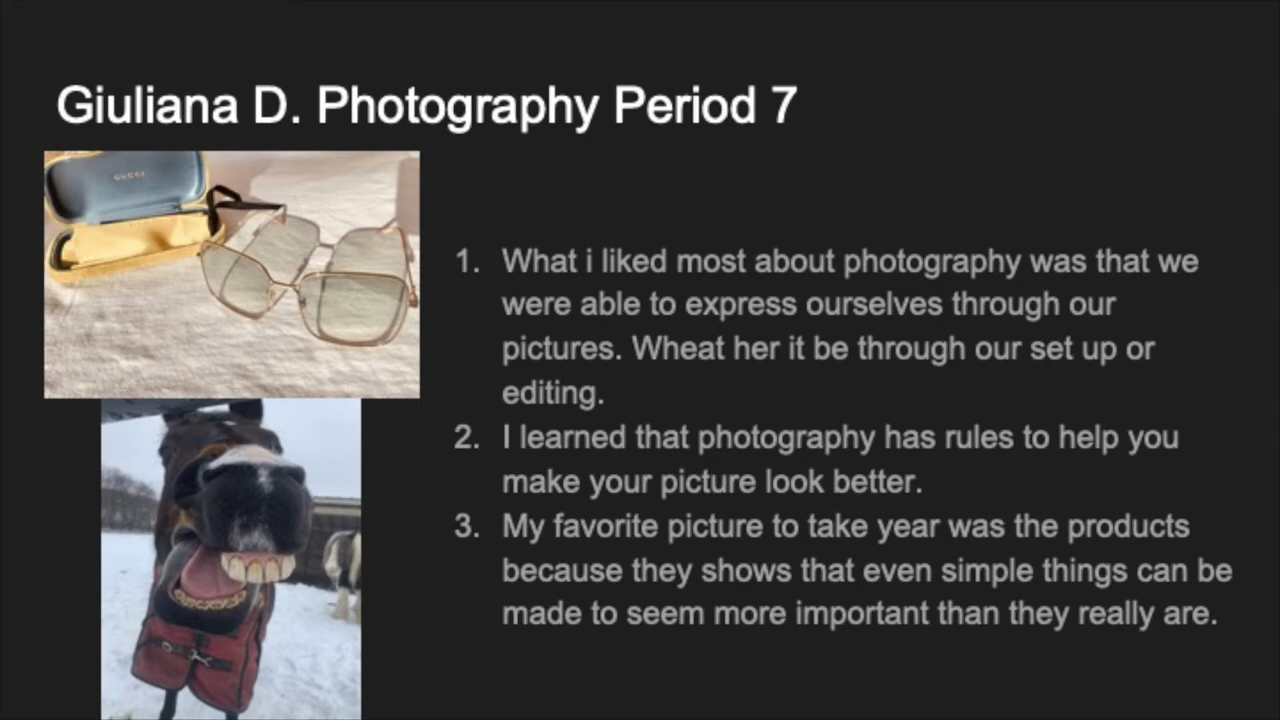 Giuliana D. Photography Period 7
GUCCI
1. What i liked most about photography was that we
were able to express ourselves through our
pictures. Wheat her it be through our set up or
editing.
2. I learned that photography has rules to help you
make your picture look better.
3. My favorite picture to take year was the products
because they shows that even simple things can be
made to seem more important than they really are.